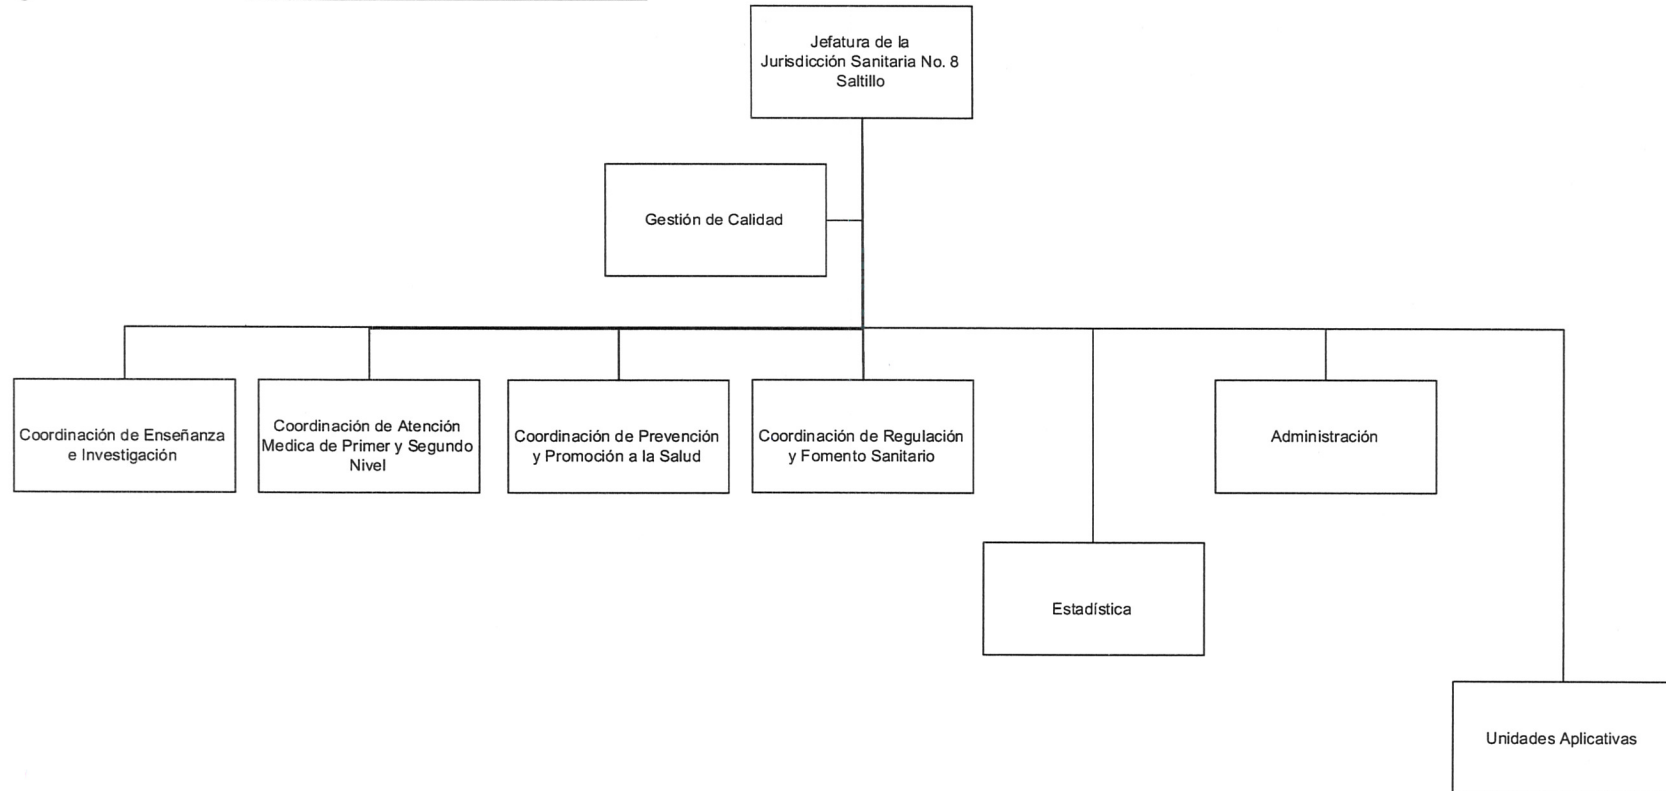 Jefatura de la
Jurisdicción Sanitaria No. 8
Saltillo
Gestión de Calidad
Coordinación de Enseñanza
e Investigación
Coordinación de Atención
Medica de Primer y Segundo
Nivel
Coordinación de Prevención
y Promoción a la Salud
Coordinación de Regulación
y Fomento Sanitario
Administración
Estadística
Unidades Aplicativas